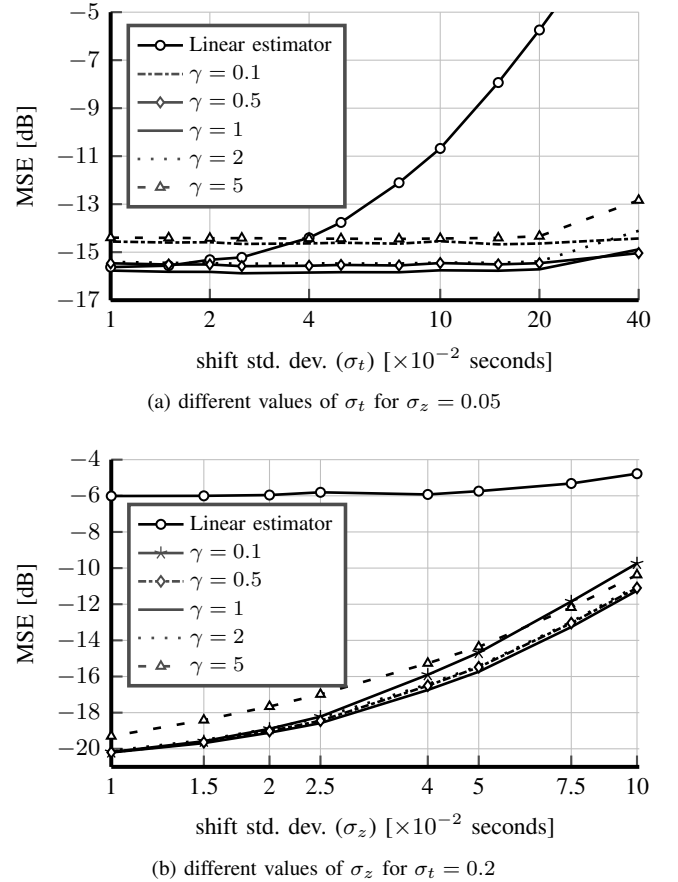 −5
−7
−9
−11
−13
−15
−17
MSE [dB]
Linear estimator
γ = 0.1
γ = 0.5
γ = 1
γ = 2
γ = 5
1 2 4 10 20 40
shift std. dev. (σt) [×10−2 seconds]
(a) different values of σt for σz = 0.05
−4
−6
−8
−10
−12
−14
−16
−18
−20
MSE [dB]
Linear estimator
γ = 0.1
γ = 0.5
γ = 1
γ = 2
γ = 5
1 1.5 2 2.5 4 5 7.5 10
shift std. dev. (σz) [×10−2 seconds]
(b) different values of σz for σt = 0.2